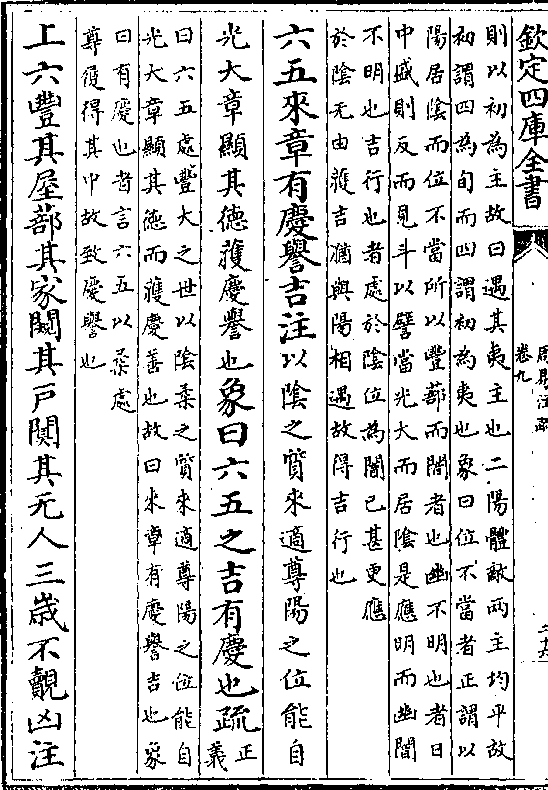 欽定四庫全書
周易注疏
卷九
則以初為主故曰遇其夷主也二陽體敵兩主均平故
初謂四為旬而四謂初為夷也象曰位不當者正謂以
陽居陰而位不當所以豐蔀而闇者也幽不明也者日
中盛則反而見斗以譬當光大而居陰是應明而幽闇
不明也吉行也者處於陰位為闇已甚更應
於陰无由獲吉猶與陽相遇故得吉行也
六五來章有慶譽吉注以陰之質來適尊陽之位能自
光大章顯其德獲慶譽也象曰六五之吉有慶也疏正義
曰六五處豐大之世以陰柔之質來適尊陽之位能自
光大章顯其德而獲慶善也故曰來章有慶譽吉也象
曰有慶也者言六五以柔處
尊履得其中故致慶譽也
上六豐其屋蔀其家闚其戶闃其无人三歲不覿凶注